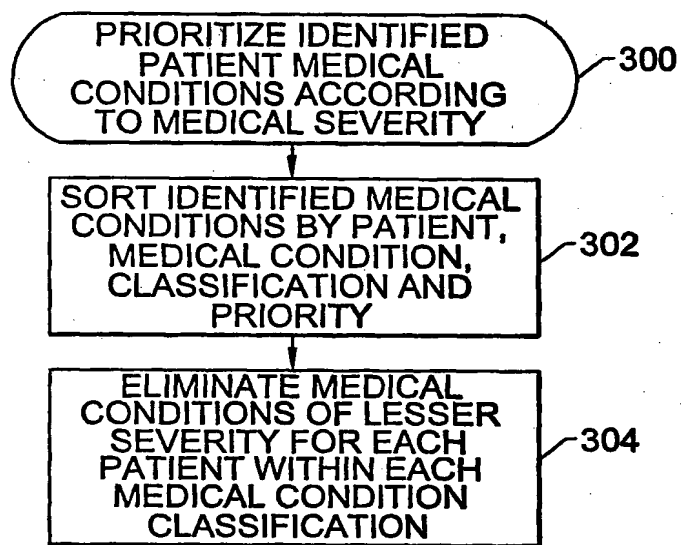 PRIORITIZE IDENTIFIED
PATIENT MEDICAL
CONDITIONS ACCORDING
TO MEDICAL SEVERITY
300
SORT IDENTIFIED MEDICAL
CONDITIONS BY PATIENT,
MEDICAL CONDITION,
CLASSIFICATION AND
PRIORITY
302
ELIMINATE MEDICAL
CONDITIONS OF LESSER
SEVERITY FOR EACH
PATIENT WITHIN EACH
MEDICAL CONDITION
CLASSIFICATION
304